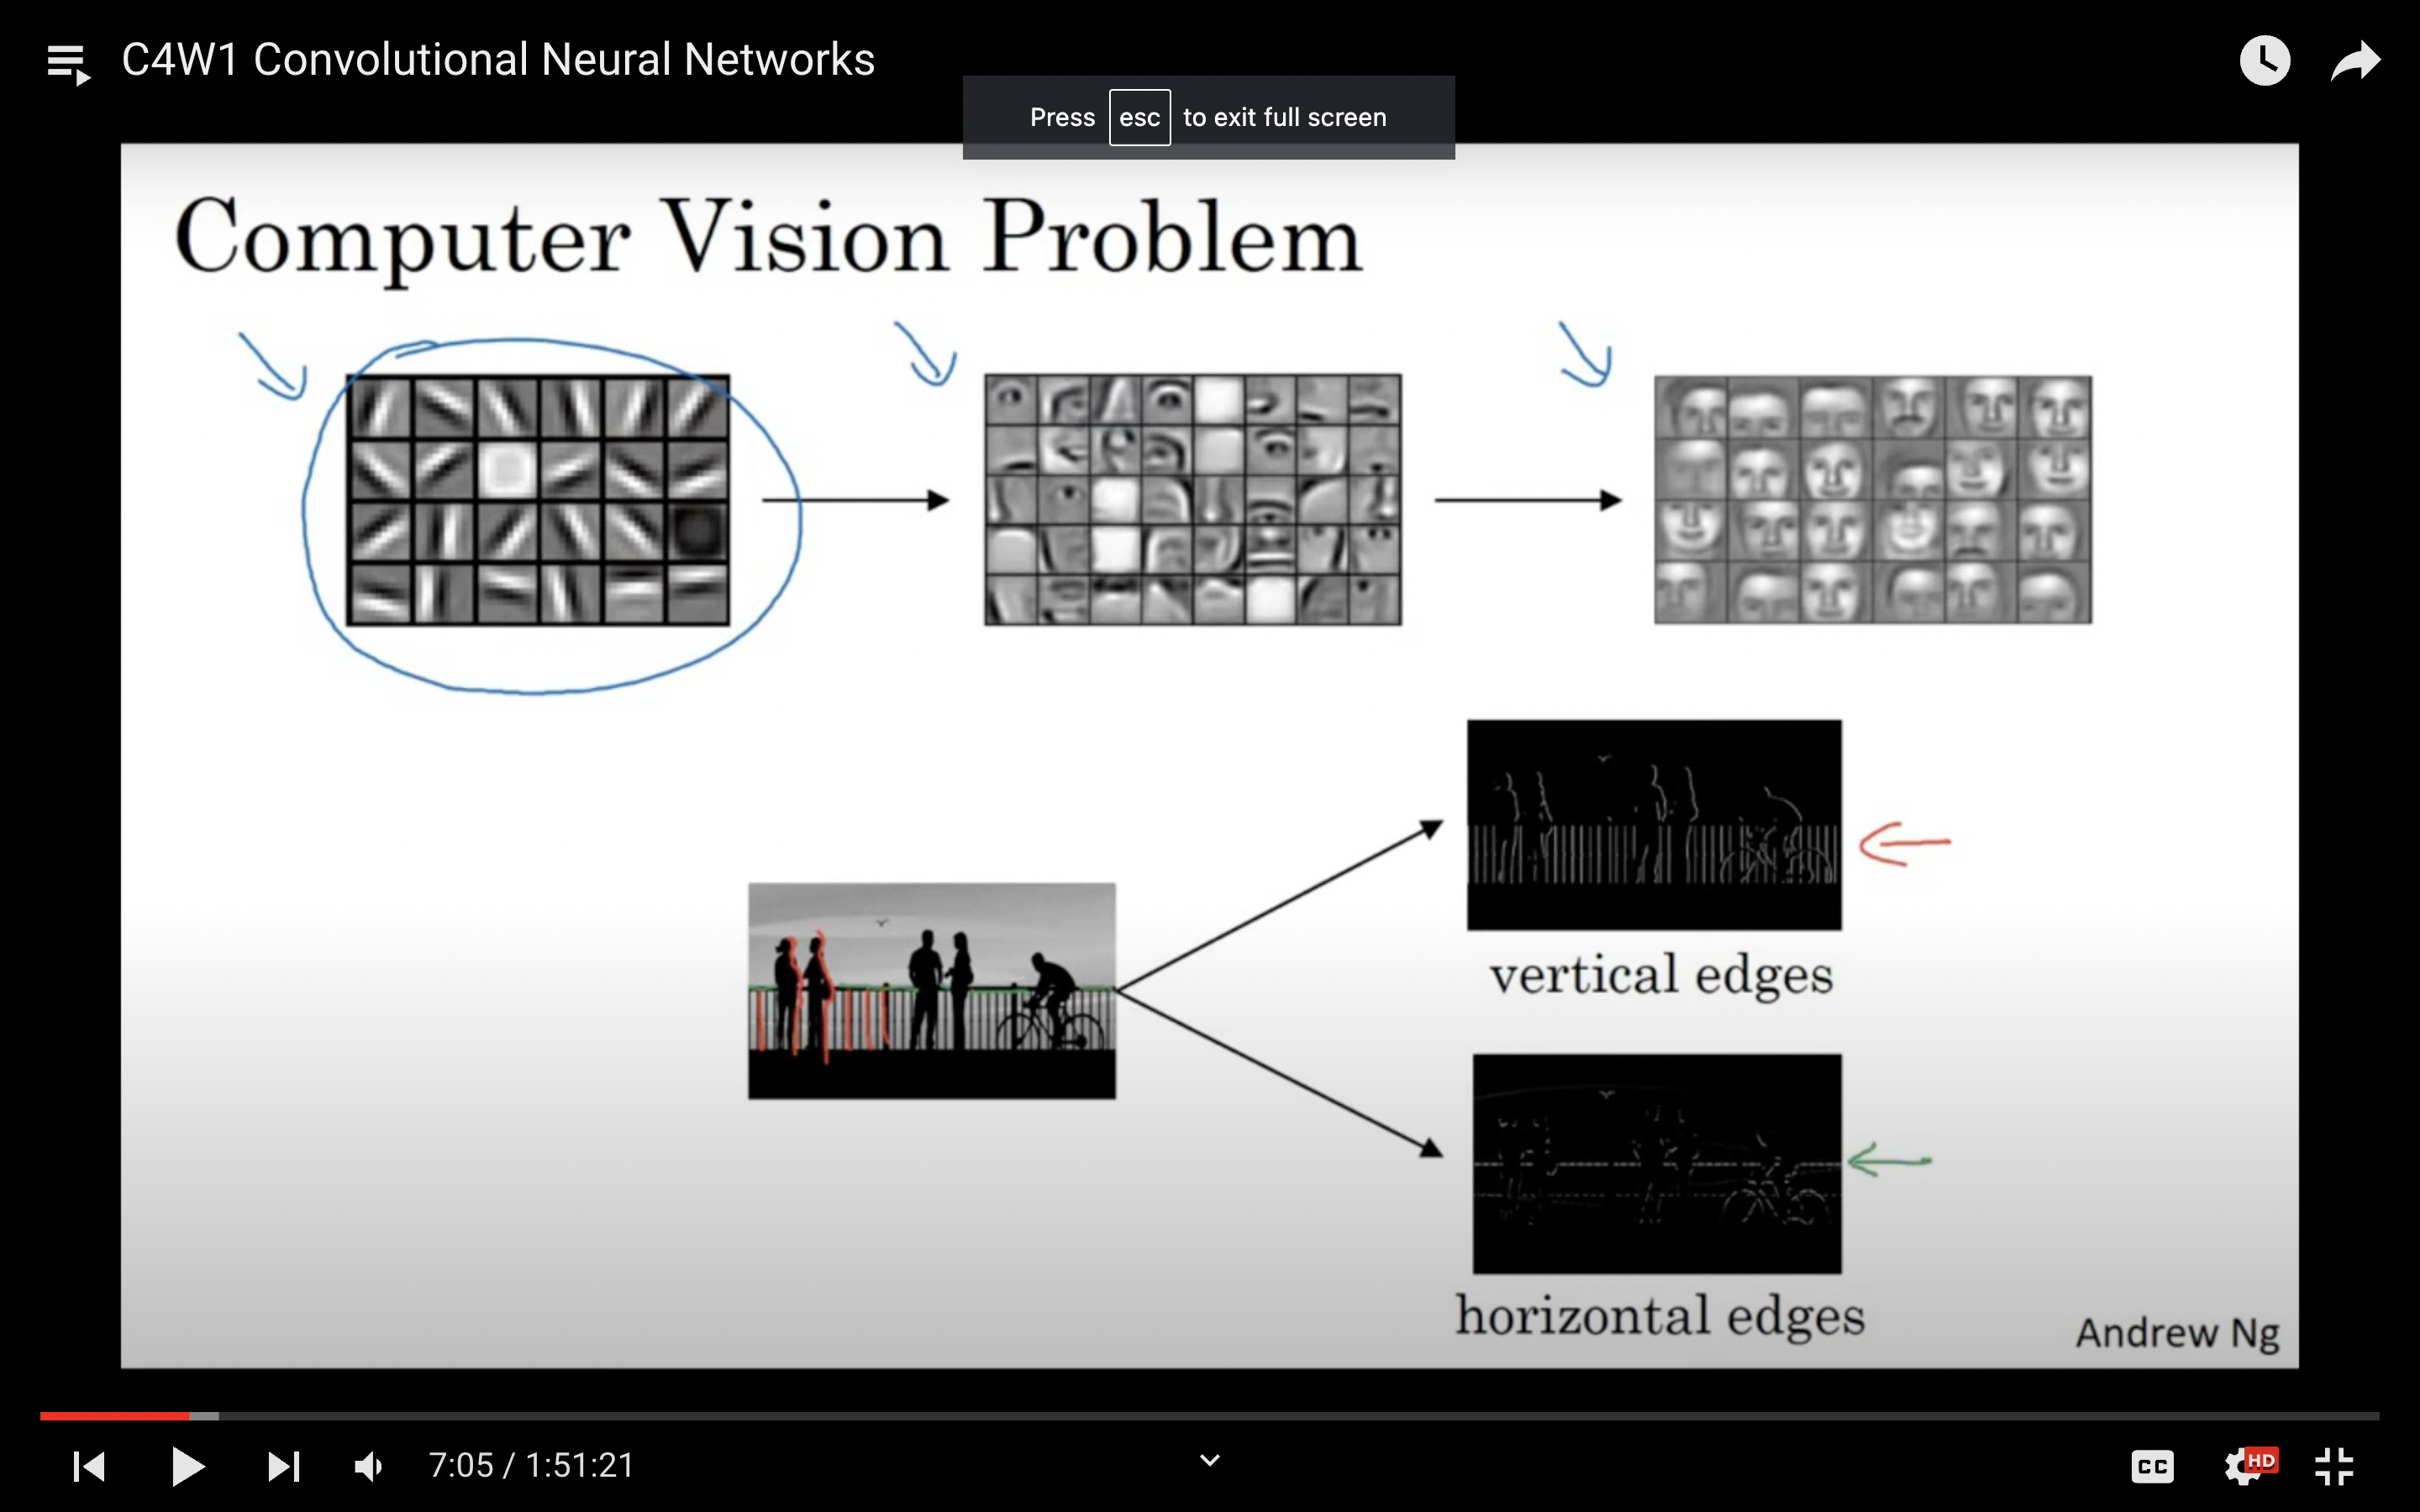 C4W1 Convolutional Neural Networks
Press esc to exit full screen
Computer Vision Problem
vertical edges
horizontal edges
Andrew Ng
7:05 / 1:51:21
CC
HD